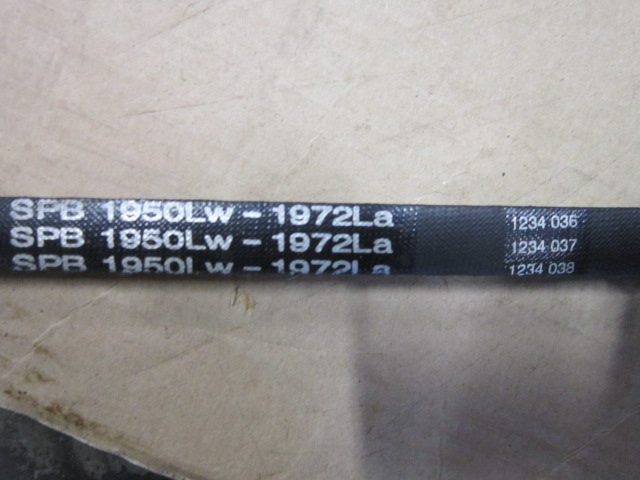 SPB 1950Lw - 1972La 1234 036
SPB 1950Lw - 1972La 1234 037
SPB 1950Lw - 1972La 1234 038